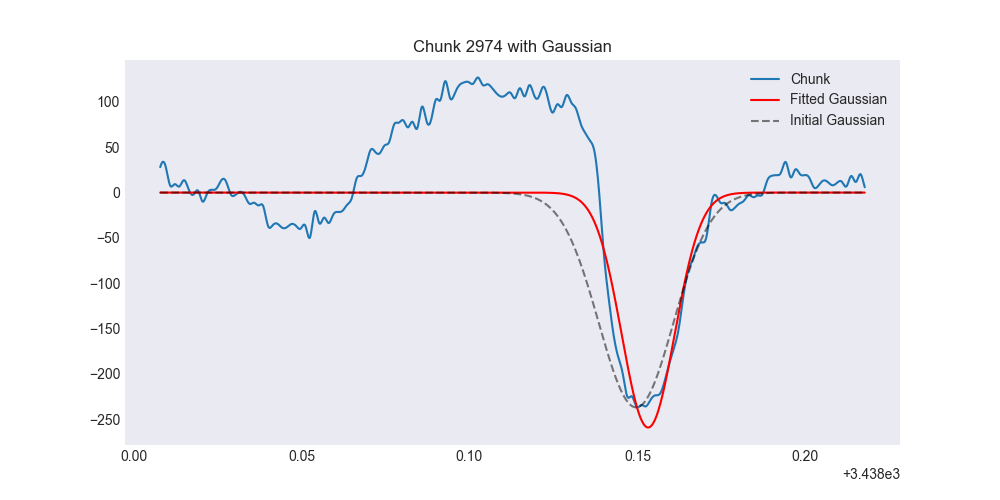 Chunk 2974 with Gaussian
Chunk
Fitted Gaussian
Initial Gaussian
100
50
0
−50
−100
−150
−200
−250
0.00 0.05 0.10 0.15 0.20
+3.438e3